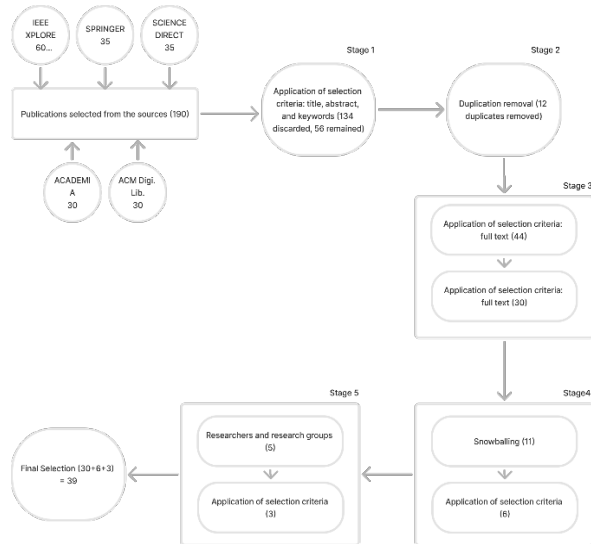 IEEE
XPLORE
60...
SPRINGER
35
SCIENCE
DIRECT
35
Publications selected from the sources (190)
ACADEMI
A
30
ACM Digi.
Lib.
30
Stage 1
Application of selection
criteria: title, abstract,
and keywords (134
discarded, 56 remained)
Stage 2
Duplication removal (12
duplicates removed)
Stage 3
Application of selection criteria:
full text (44)
Application of selection criteria:
full text (30)
Stage4
Snowballing (11)
Application of selection criteria
(6)
Stage 5
Researchers and research groups
(5)
Application of selection criteria
(3)
Final Selection (30+6+3)
= 39